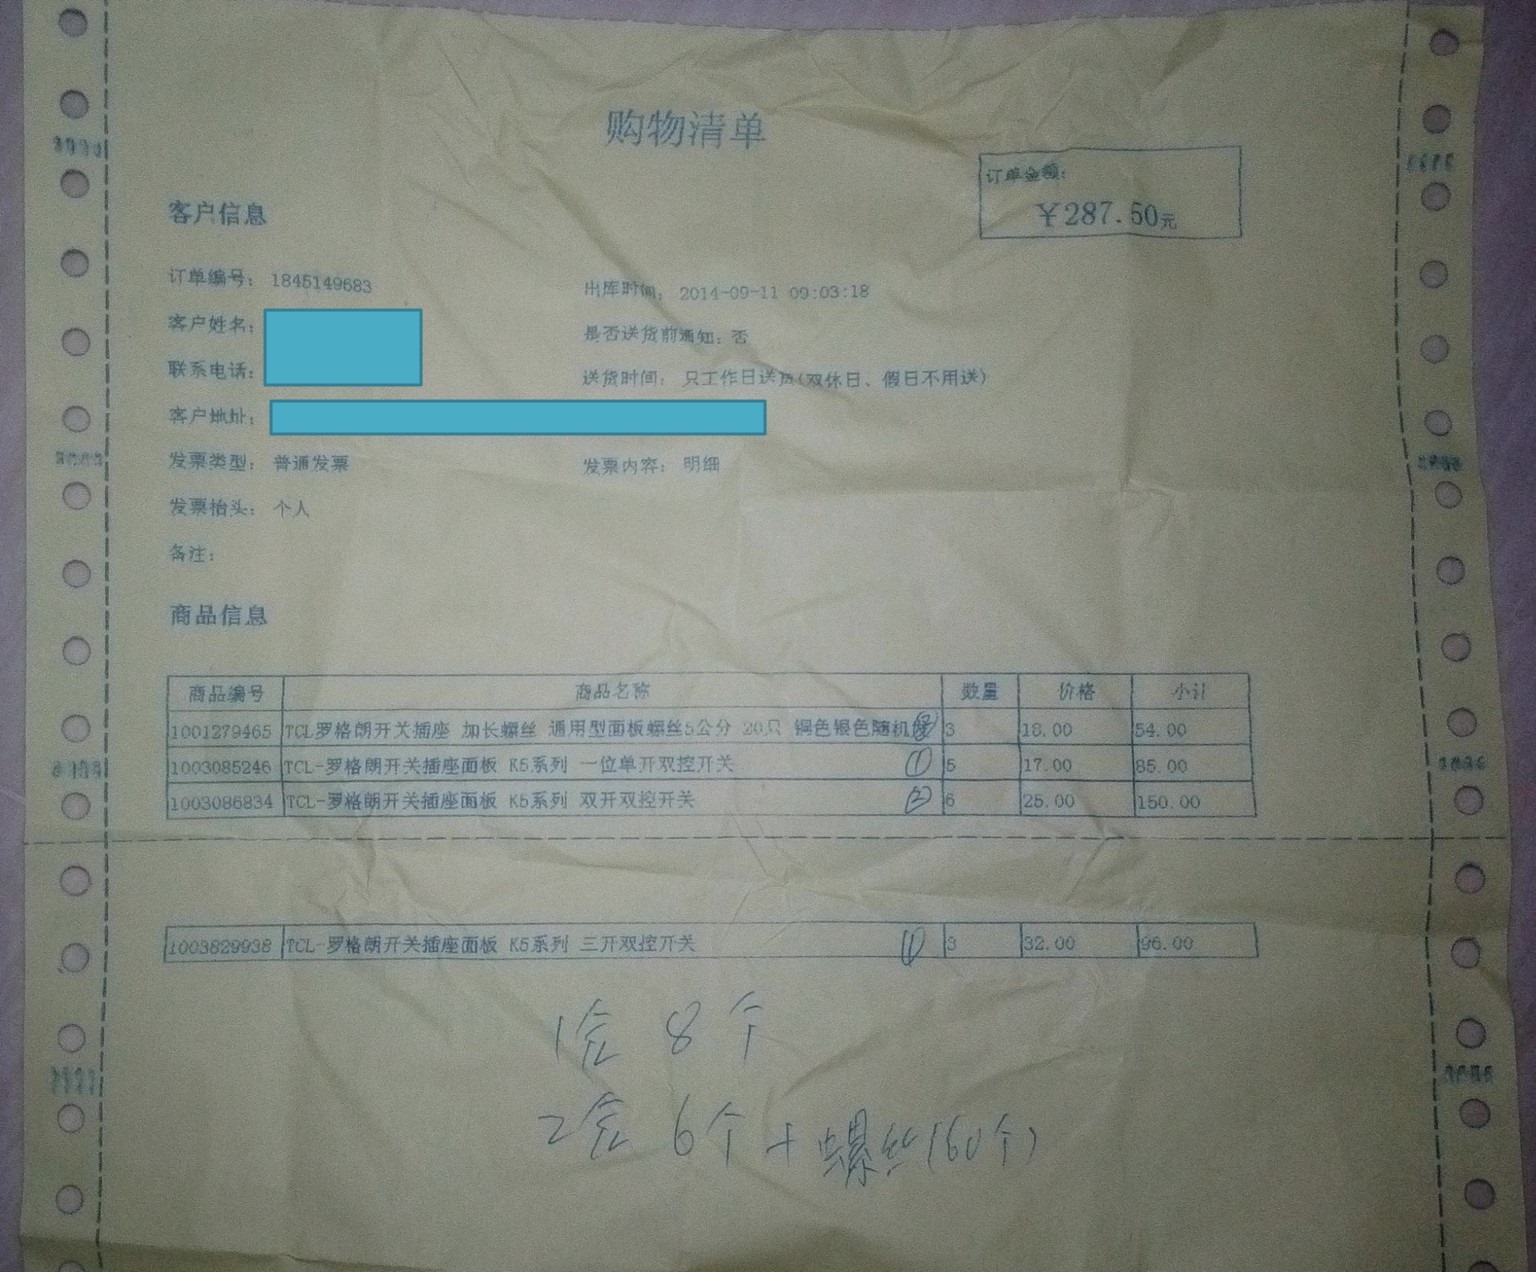 购物清单
订单金额:
￥287.50元
客户信息
订单编号: 1845149683 出库时间: 2014-09-11 09:03:18
客户姓名: 是否送货前通知: 否
联系电话: 送货时间: 只工作日送货(双休日、假日不用送)
客户地址:
发票类型: 普通发票 发票内容: 明细
发票抬头: 个人
备注:
商品信息
商品编号 商品名称 数量 价格 小计
1001279465 TCL罗格朗开关插座 加长螺丝 通用型面板螺丝5公分 20只 铜色银色随机 ② 3 18.00 54.00
1003085246 TCL-罗格朗开关插座面板 K5系列 一位单开双控开关 ① 5 17.00 85.00
1003086834 TCL-罗格朗开关插座面板 K5系列 双开双控开关 ② 6 25.00 150.00
1003829938 TCL-罗格朗开关插座面板 K5系列 三开双控开关 ① 3 32.00 96.00
1盒 8个
2盒 6个+螺丝(60个)